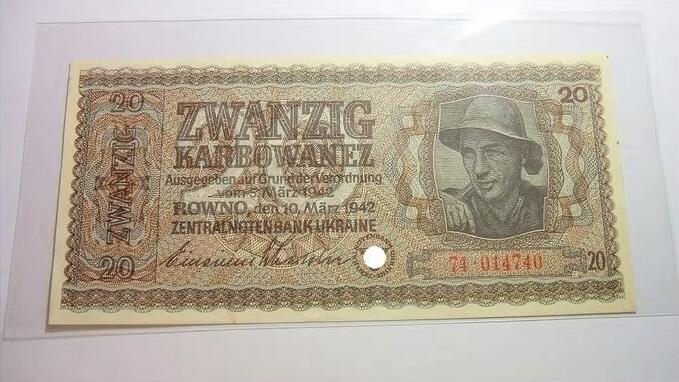 20
ZWANZIG
20
ZWANZIG
KARBOWANEZ
Ausgegeben auf Grund der Verordnung
vom 5. März 1942
ROWNO, den 10. März 1942
ZENTRALNOTENBANK UKRAINE
20
74 014740
20